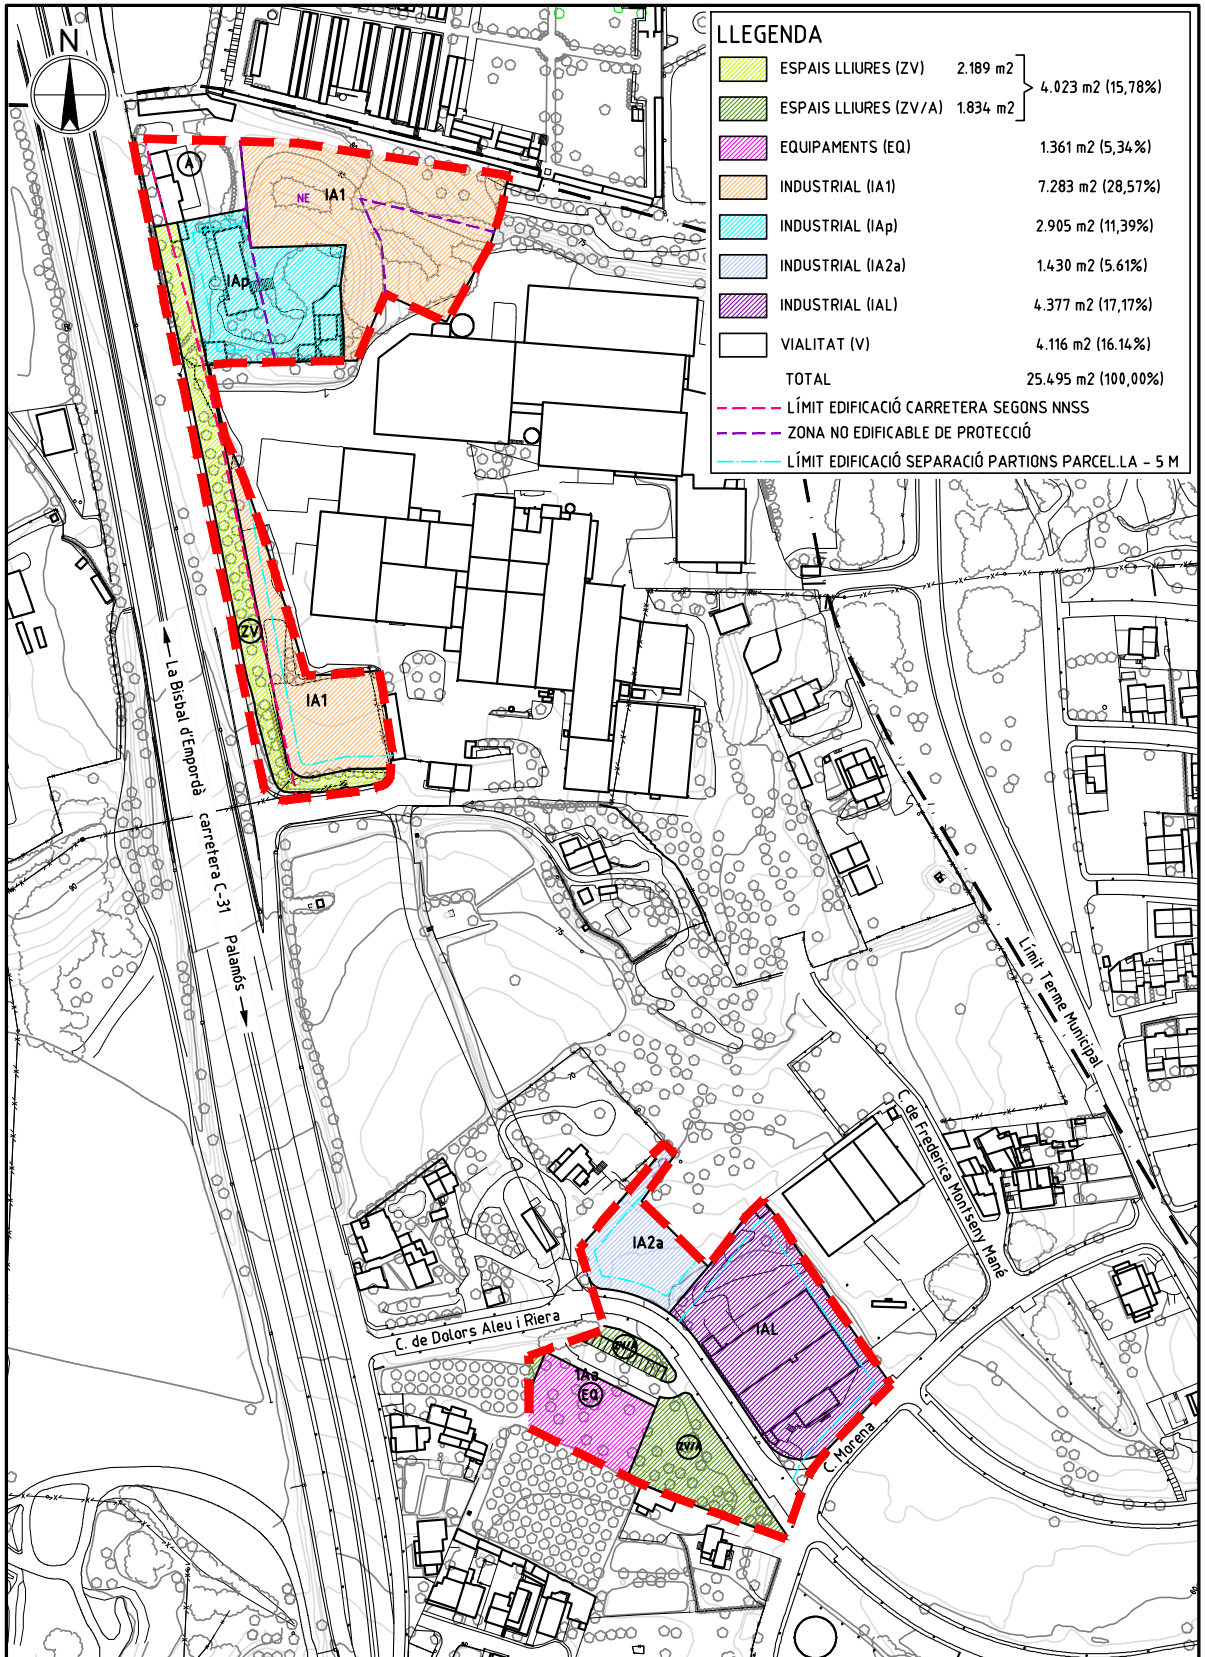 N
LLEGENDA
ESPAIS LLIURES (ZV) 2.189 m2
4.023 m2 (15,78%)
ESPAIS LLIURES (ZV/A) 1.834 m2
EQUIPAMENTS (EQ) 1.361 m2 (5,34%)
INDUSTRIAL (IA1) 7.283 m2 (28,57%)
INDUSTRIAL (IAp) 2.905 m2 (11,39%)
INDUSTRIAL (IA2a) 1.430 m2 (5.61%)
INDUSTRIAL (IAL) 4.377 m2 (17,17%)
VIALITAT (V) 4.116 m2 (16.14%)
TOTAL 25.495 m2 (100,00%)
LÍMIT EDIFICACIÓ CARRETERA SEGONS NNSS
ZONA NO EDIFICABLE DE PROTECCIÓ
LÍMIT EDIFICACIÓ SEPARACIÓ PARTIONS PARCEL.LA - 5 M
A
NE
IA1
IAp
ZV
IA1
La Bisbal d'Empordà
carretera C-31
Palamós
75
80
70
Límit Terme Municipal
C. de Frederica Montseny Mané
IA2a
IAL
C. de Dolors Aleu i Riera
ZV/A
IAa
EQ
ZV/A
C. Morena